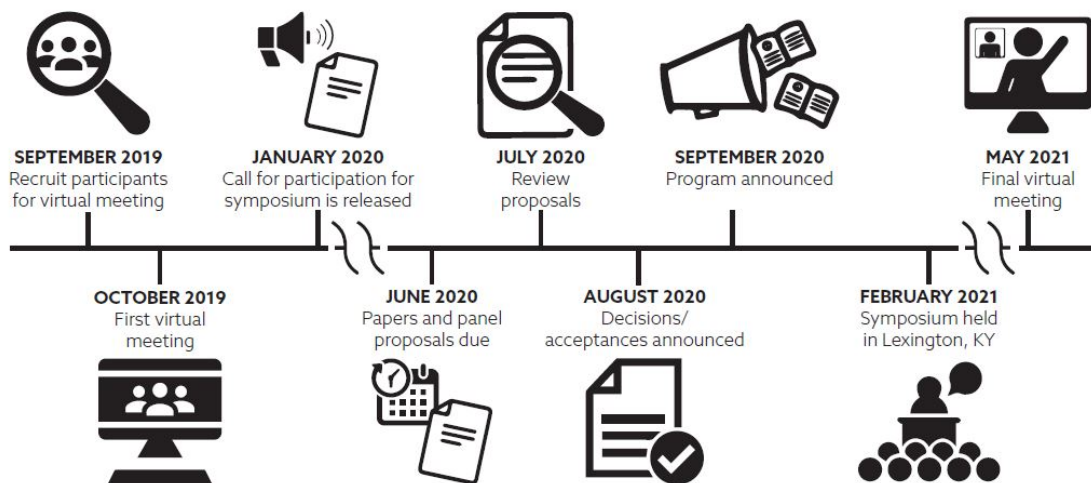 SEPTEMBER 2019
Recruit participants
for virtual meeting
JANUARY 2020
Call for participation for
symposium is released
JULY 2020
Review
proposals
SEPTEMBER 2020
Program announced
MAY 2021
Final virtual
meeting
OCTOBER 2019
First virtual
meeting
JUNE 2020
Papers and panel
proposals due
AUGUST 2020
Decisions/
acceptances announced
FEBRUARY 2021
Symposium held
in Lexington, KY